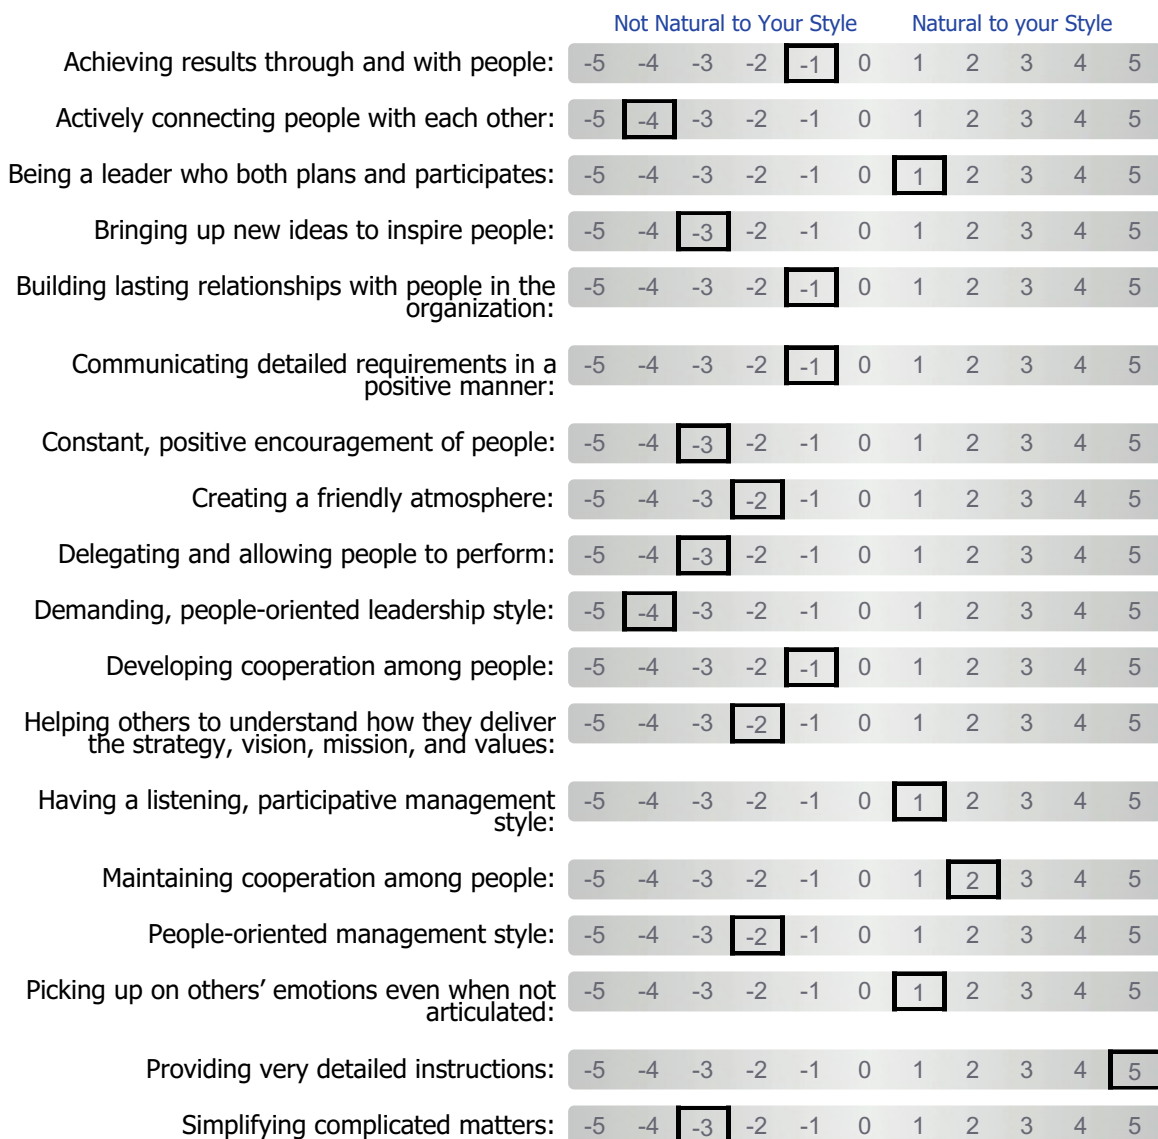 Not Natural to Your Style Natural to your Style
Achieving results through and with people: -5 -4 -3 -2 -1 0 1 2 3 4 5
Actively connecting people with each other: -5 -4 -3 -2 -1 0 1 2 3 4 5
Being a leader who both plans and participates: -5 -4 -3 -2 -1 0 1 2 3 4 5
Bringing up new ideas to inspire people: -5 -4 -3 -2 -1 0 1 2 3 4 5
Building lasting relationships with people in the -5 -4 -3 -2 -1 0 1 2 3 4 5
organization:
Communicating detailed requirements in a -5 -4 -3 -2 -1 0 1 2 3 4 5
positive manner:
Constant, positive encouragement of people: -5 -4 -3 -2 -1 0 1 2 3 4 5
Creating a friendly atmosphere: -5 -4 -3 -2 -1 0 1 2 3 4 5
Delegating and allowing people to perform: -5 -4 -3 -2 -1 0 1 2 3 4 5
Demanding, people-oriented leadership style: -5 -4 -3 -2 -1 0 1 2 3 4 5
Developing cooperation among people: -5 -4 -3 -2 -1 0 1 2 3 4 5
Helping others to understand how they deliver -5 -4 -3 -2 -1 0 1 2 3 4 5
the strategy, vision, mission, and values:
Having a listening, participative management -5 -4 -3 -2 -1 0 1 2 3 4 5
style:
Maintaining cooperation among people: -5 -4 -3 -2 -1 0 1 2 3 4 5
People-oriented management style: -5 -4 -3 -2 -1 0 1 2 3 4 5
Picking up on others’ emotions even when not -5 -4 -3 -2 -1 0 1 2 3 4 5
articulated:
Providing very detailed instructions: -5 -4 -3 -2 -1 0 1 2 3 4 5
Simplifying complicated matters: -5 -4 -3 -2 -1 0 1 2 3 4 5